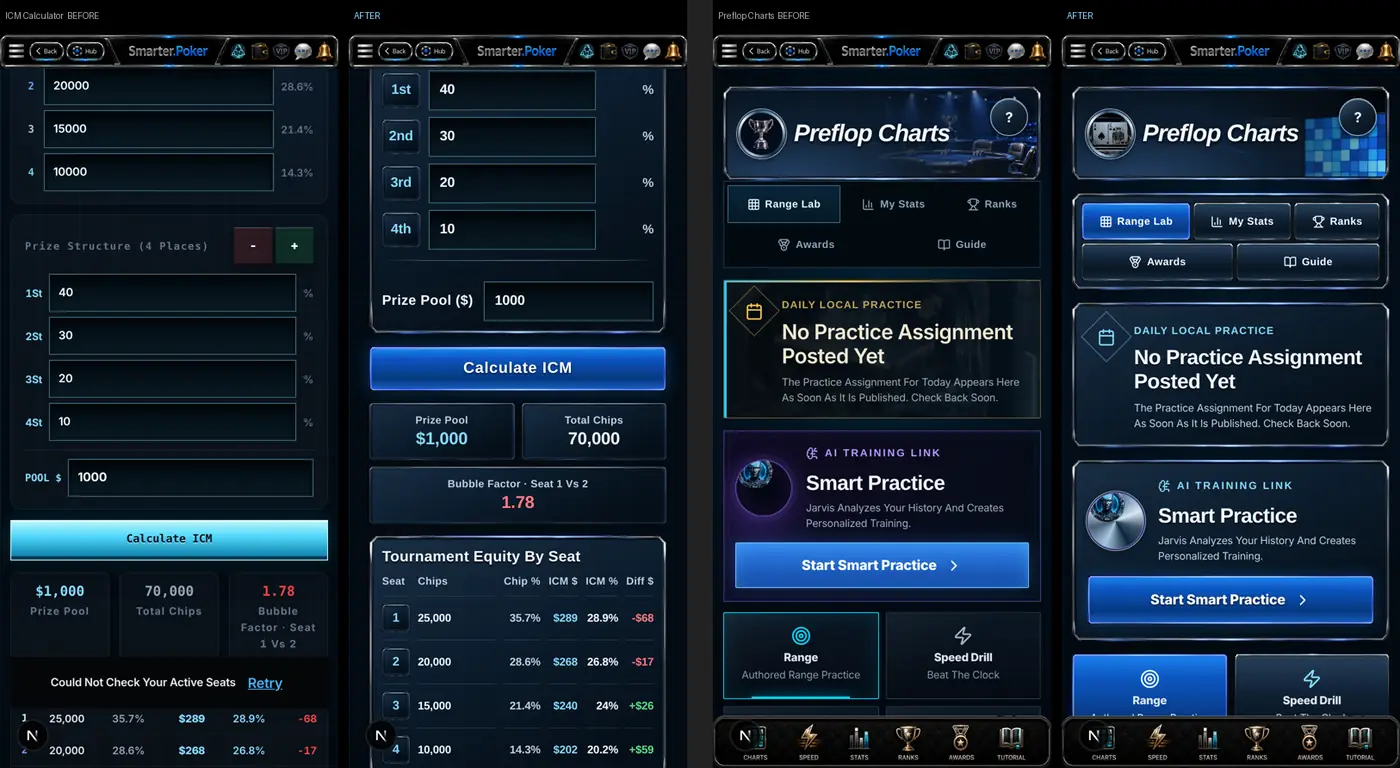 ICM Calculator BEFORE
Back
Hub
Smarter.Poker
VIP
2
20000
28.6%
3
15000
21.4%
4
10000
14.3%
Prize Structure (4 Places)
-
+
1St
40
%
2St
30
%
3St
20
%
4St
10
%
POOL $
1000
Calculate ICM
$1,000
Prize Pool
70,000
Total Chips
1.78
Bubble
Factor · Seat
1 Vs 2
Could Not Check Your Active Seats
Retry
1
25,000
35.7%
$289
28.9%
-68
N
2
20,000
28.6%
$268
26.8%
-17
AFTER
Back
Hub
Smarter.Poker
VIP
1st
40
%
2nd
30
%
3rd
20
%
4th
10
%
Prize Pool ($)
1000
Calculate ICM
Prize Pool
$1,000
Total Chips
70,000
Bubble Factor · Seat 1 Vs 2
1.78
Tournament Equity By Seat
Seat Chips Chip % ICM $ ICM % Diff $
1 25,000 35.7% $289 28.9% -$68
2 20,000 28.6% $268 26.8% -$17
3 15,000 21.4% $240 24% +$26
N
4 10,000 14.3% $202 20.2% +$59
Preflop Charts BEFORE
Back
Hub
Smarter.Poker
VIP
Preflop Charts
?
Range Lab
My Stats
Ranks
Awards
Guide
DAILY LOCAL PRACTICE
No Practice Assignment
Posted Yet
The Practice Assignment For Today Appears Here
As Soon As It Is Published. Check Back Soon.
AI TRAINING LINK
Smart Practice
Jarvis Analyzes Your History And Creates
Personalized Training.
Start Smart Practice
Range
Authored Range Practice
Speed Drill
Beat The Clock
N
CHARTS
SPEED
STATS
RANKS
AWARDS
TUTORIAL
AFTER
Back
Hub
Smarter.Poker
VIP
Preflop Charts
?
Range Lab
My Stats
Ranks
Awards
Guide
DAILY LOCAL PRACTICE
No Practice Assignment
Posted Yet
The Practice Assignment For Today Appears Here
As Soon As It Is Published. Check Back Soon.
AI TRAINING LINK
Smart Practice
Jarvis Analyzes Your History And Creates
Personalized Training.
Start Smart Practice
Range
Speed Drill
N
CHARTS
SPEED
STATS
RANKS
AWARDS
TUTORIAL